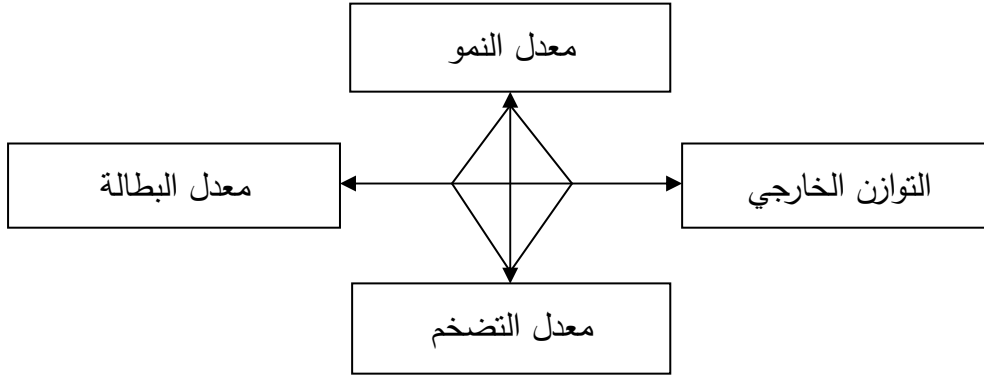 معدل النمو
التوازن الخارجي
معدل البطالة
معدل التضخم